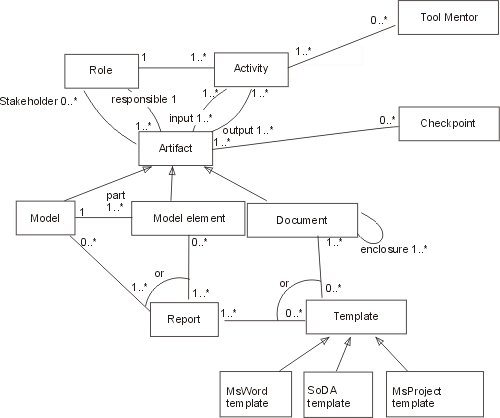 Tool Mentor
0..*
1..*
Role
1
1..*
Activity
Stakeholder 0..*
responsible 1
1..*
1..*
input 1..*
output 1..*
0..*
Checkpoint
1..*
1..*
Artifact
part
Model
1
1..*
Model element
Document
0..*
0..*
1..*
enclosure 1..*
or
or
1..*
1..*
0..*
Report
1..*
0..*
Template
MsWord
template
SoDA
template
MsProject
template